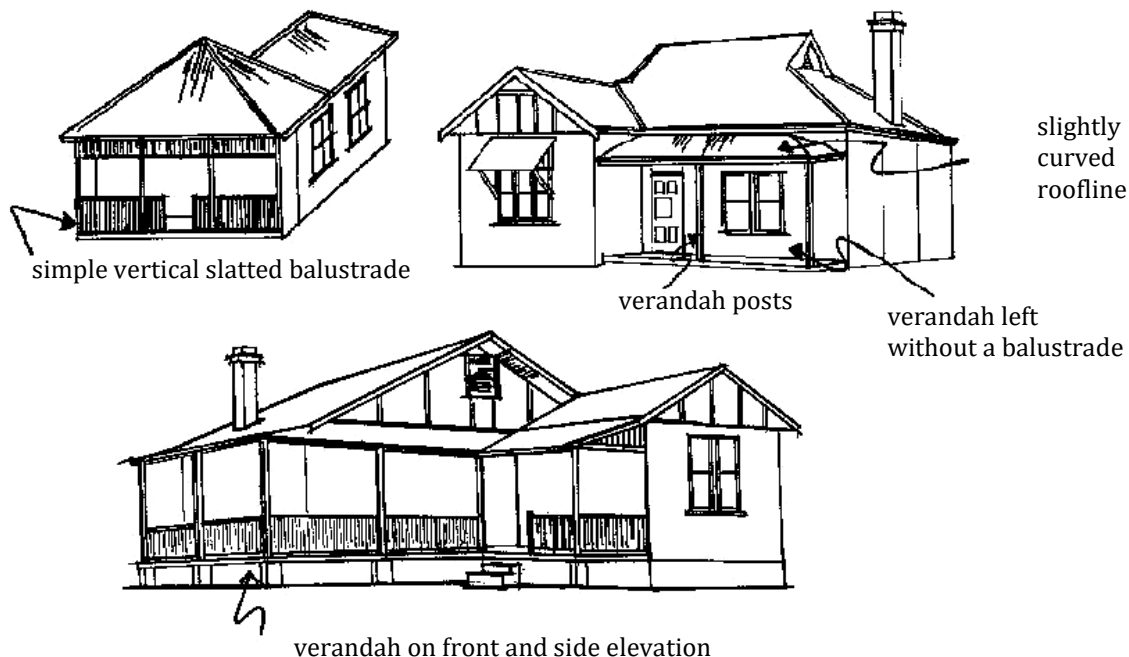 slightly
curved
roofline
simple vertical slatted balustrade
verandah posts
verandah left
without a balustrade
verandah on front and side elevation